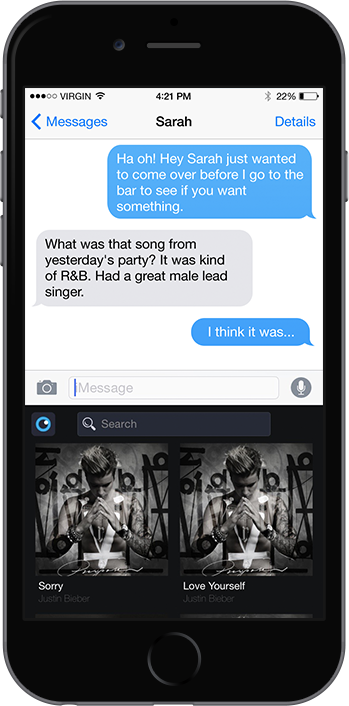 VIRGIN 4:21 PM 22%
Messages Sarah Details
Ha oh! Hey Sarah just wanted
to come over before I go to the
bar to see if you want
something.
What was that song from
yesterday's party? It was kind
of R&B. Had a great male lead
singer.
I think it was...
iMessage
Search
Sorry Love Yourself
Justin Bieber Justin Bieber